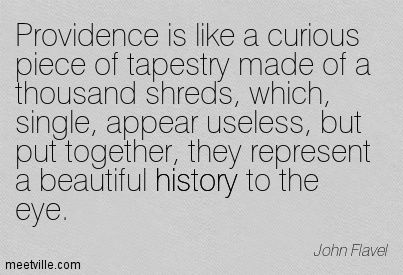 Providence is like a curious
piece of tapestry made of a
thousand shreds, which,
single, appear useless, but
put together, they represent
a beautiful history to the
eye.
John Flavel
meetville.com